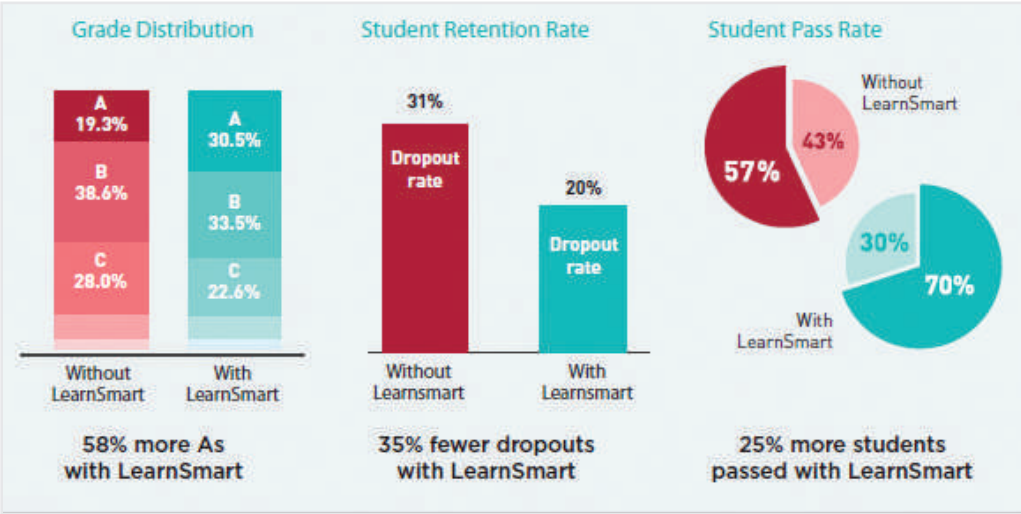 Grade Distribution
A
19.3%
B
38.6%
C
28.0%
A
30.5%
B
33.5%
C
22.6%
Without
LearnSmart
With
LearnSmart
58% more As
with LearnSmart
Student Retention Rate
31%
Dropout
rate
20%
Dropout
rate
Without
Learnsmart
With
Learnsmart
35% fewer dropouts
with LearnSmart
Student Pass Rate
Without
LearnSmart
57%
43%
30%
70%
With
LearnSmart
25% more students
passed with LearnSmart